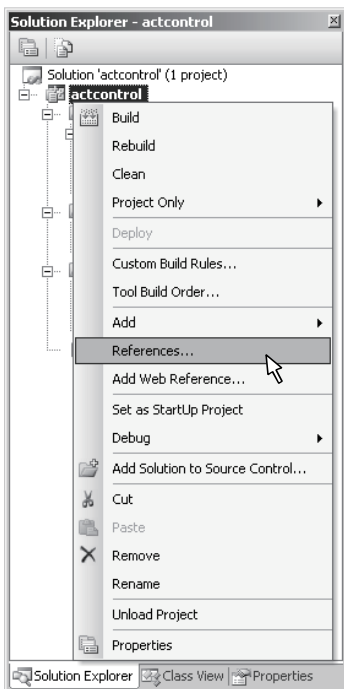 Solution Explorer - actcontrol
Solution 'actcontrol' (1 project)
actcontrol
Build
Rebuild
Clean
Project Only
Deploy
Custom Build Rules...
Tool Build Order...
Add
References...
Add Web Reference...
Set as StartUp Project
Debug
Add Solution to Source Control...
Cut
Paste
Remove
Rename
Unload Project
Properties
Solution Explorer Class View Properties